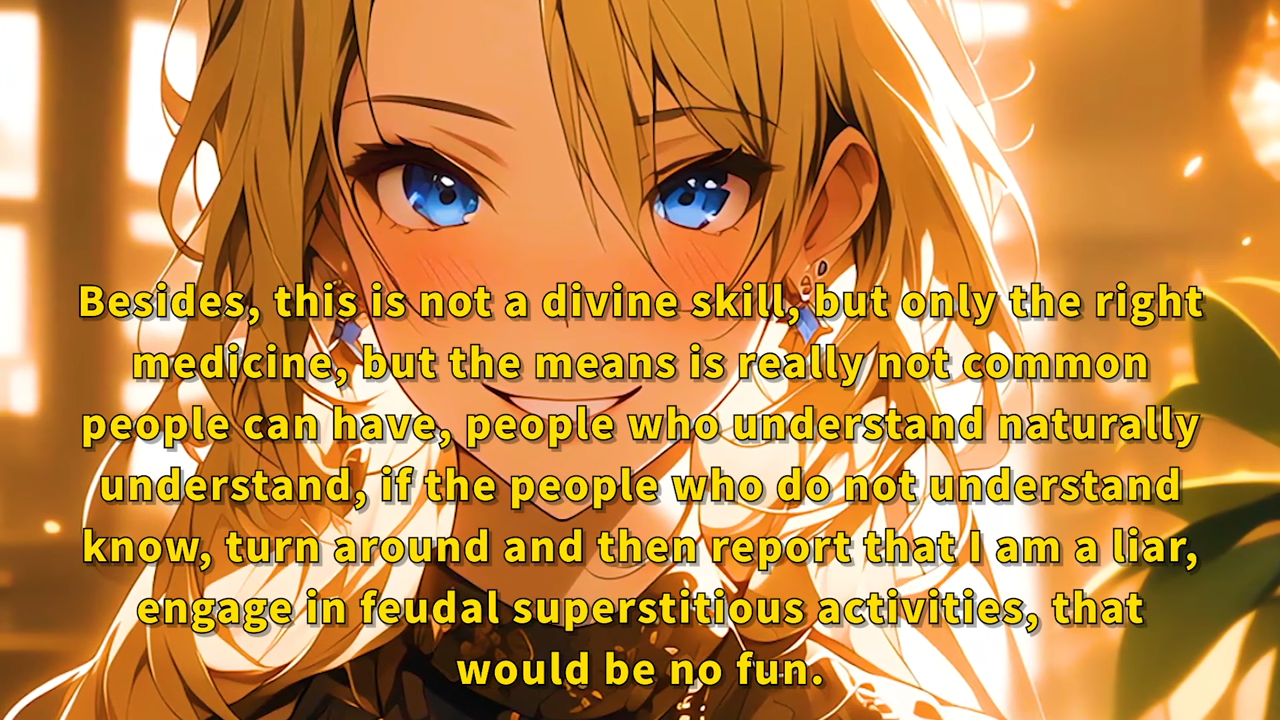 Besides, this is not a divine skill, but only the right
medicine, but the means is really not common
people can have, people who understand naturally
understand, if the people who do not understand
know, turn around and then report that I am a liar,
engage in feudal superstitious activities, that
would be no fun.